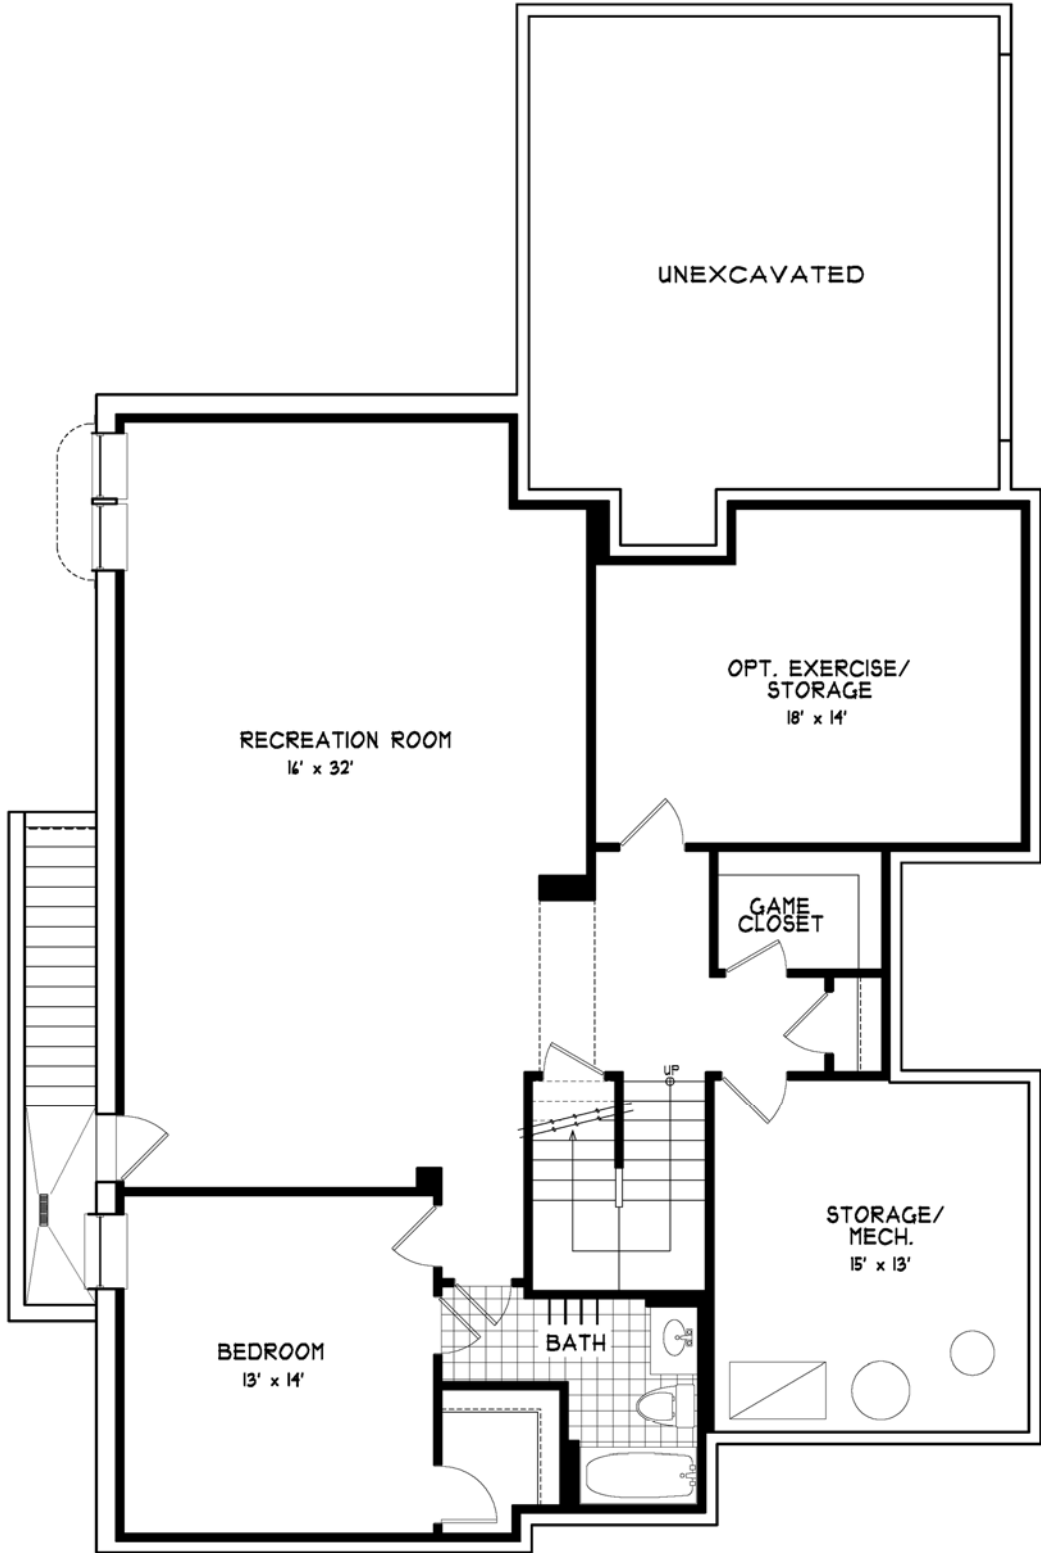 UNEXCAVATED
OPT. EXERCISE/
STORAGE
18' x 14'
RECREATION ROOM
16' x 32'
GAME
CLOSET
UP
STORAGE/
MECH.
15' x 13'
BATH
BEDROOM
13' x 14'